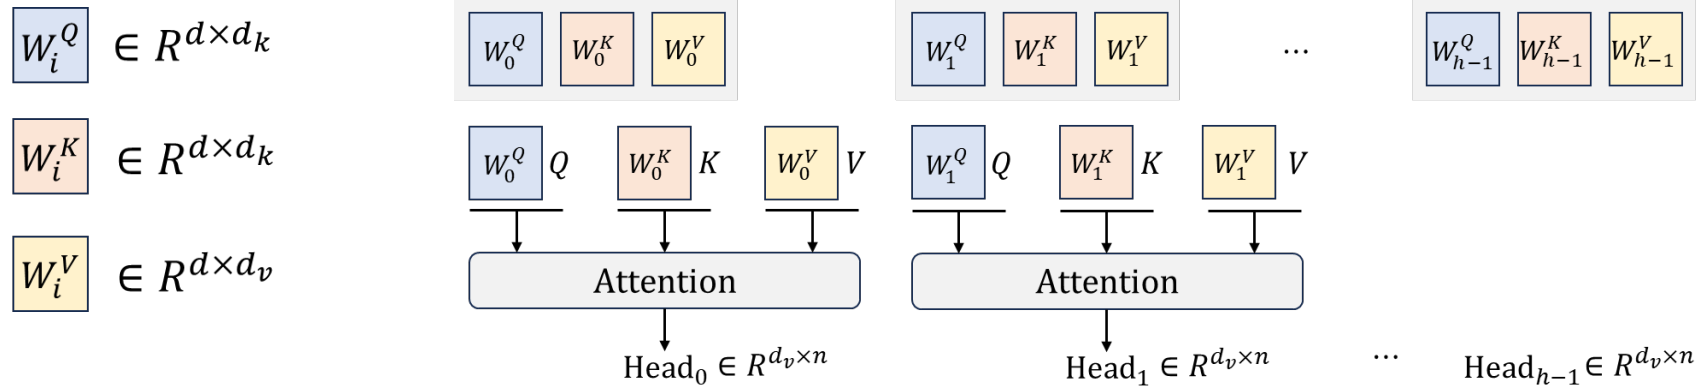 W_i^Q ∈ R^{d×d_k}
W_0^Q W_0^K W_0^V W_1^Q W_1^K W_1^V ... W_{h-1}^Q W_{h-1}^K W_{h-1}^V
W_i^K ∈ R^{d×d_k}
W_0^Q Q W_0^K K W_0^V V W_1^Q Q W_1^K K W_1^V V
W_i^V ∈ R^{d×d_v}
Attention Attention
Head_0 ∈ R^{d_v×n} Head_1 ∈ R^{d_v×n} ... Head_{h-1} ∈ R^{d_v×n}